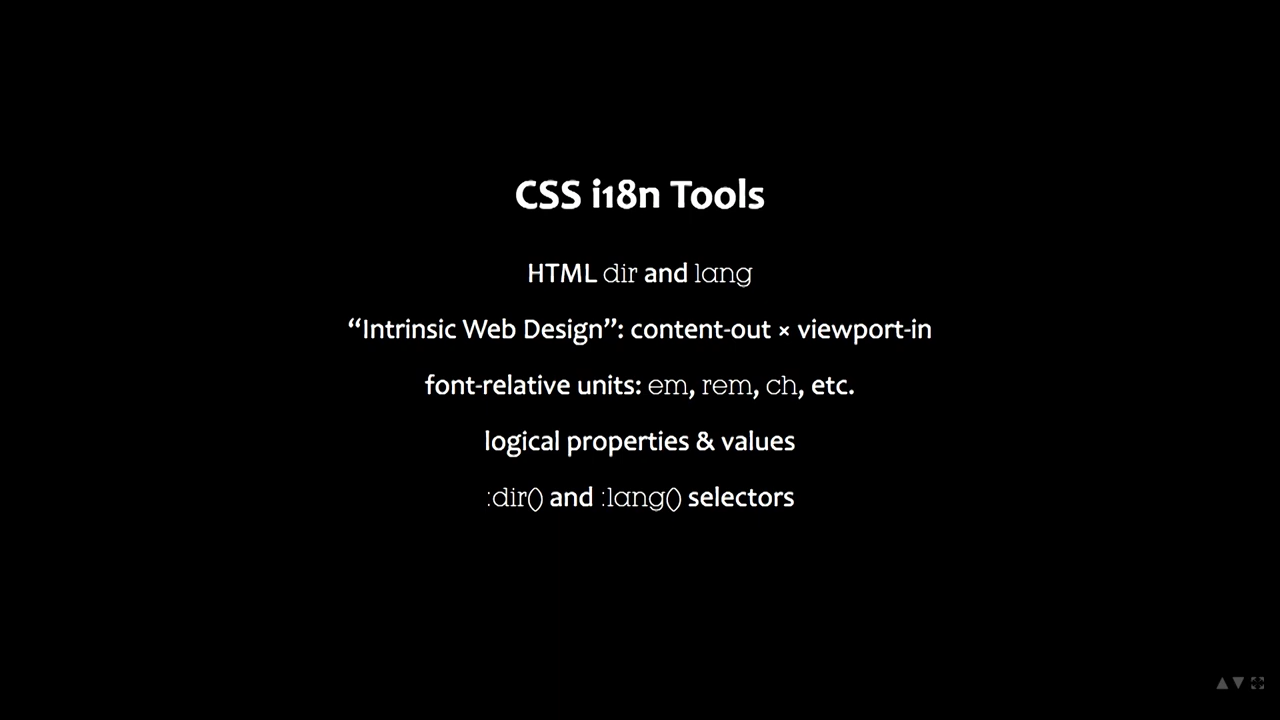 CSS i18n Tools
HTML dir and lang
“Intrinsic Web Design”: content-out × viewport-in
font-relative units: em, rem, ch, etc.
logical properties & values
:dir() and :lang() selectors